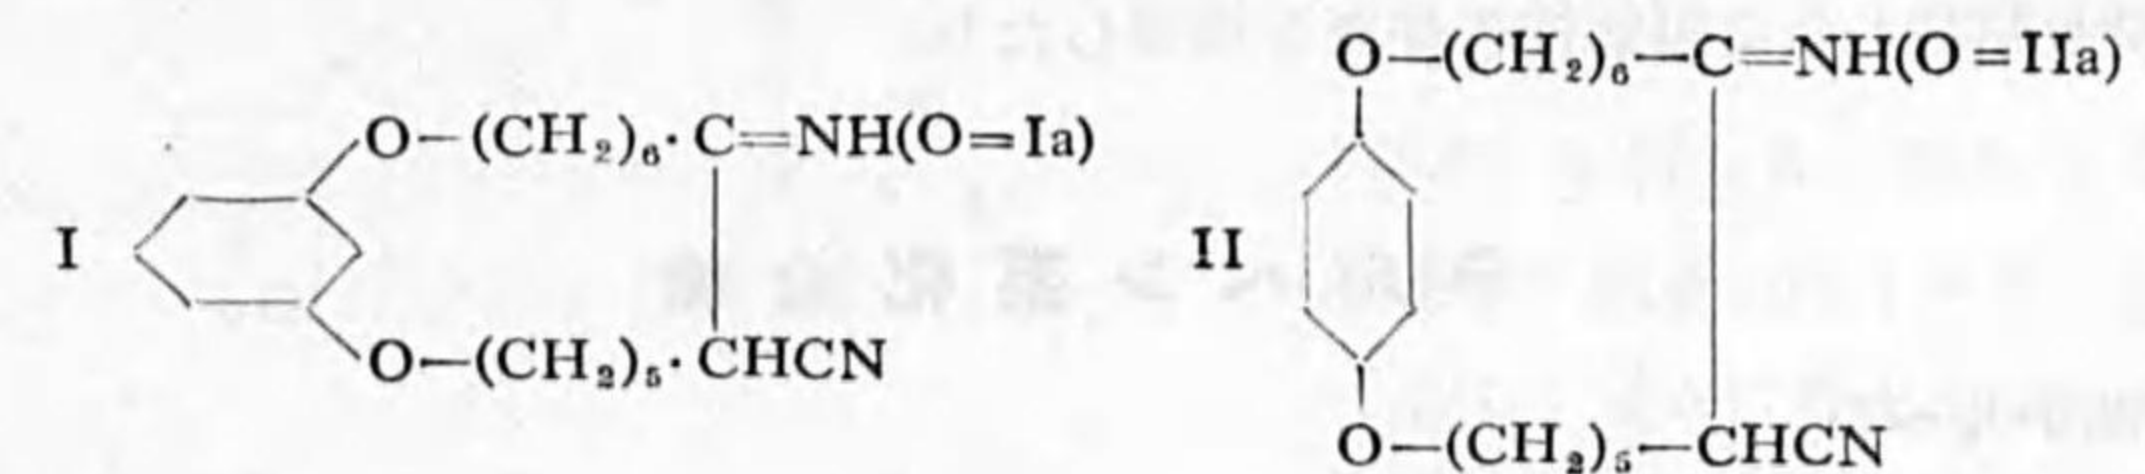 O—(CH₂)₆·C=NH(O=Ia)
I
O—(CH₂)₅·CHCN
O—(CH₂)₆—C=NH(O=IIa)
II
O—(CH₂)₅—CHCN